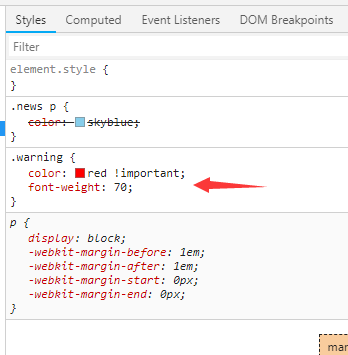 Styles Computed Event Listeners DOM Breakpoints
Filter
element.style {
}
.news p {
color: skyblue;
}
.warning {
color: red !important;
font-weight: 70;
}
p {
display: block;
-webkit-margin-before: 1em;
-webkit-margin-after: 1em;
-webkit-margin-start: 0px;
-webkit-margin-end: 0px;
}
mar